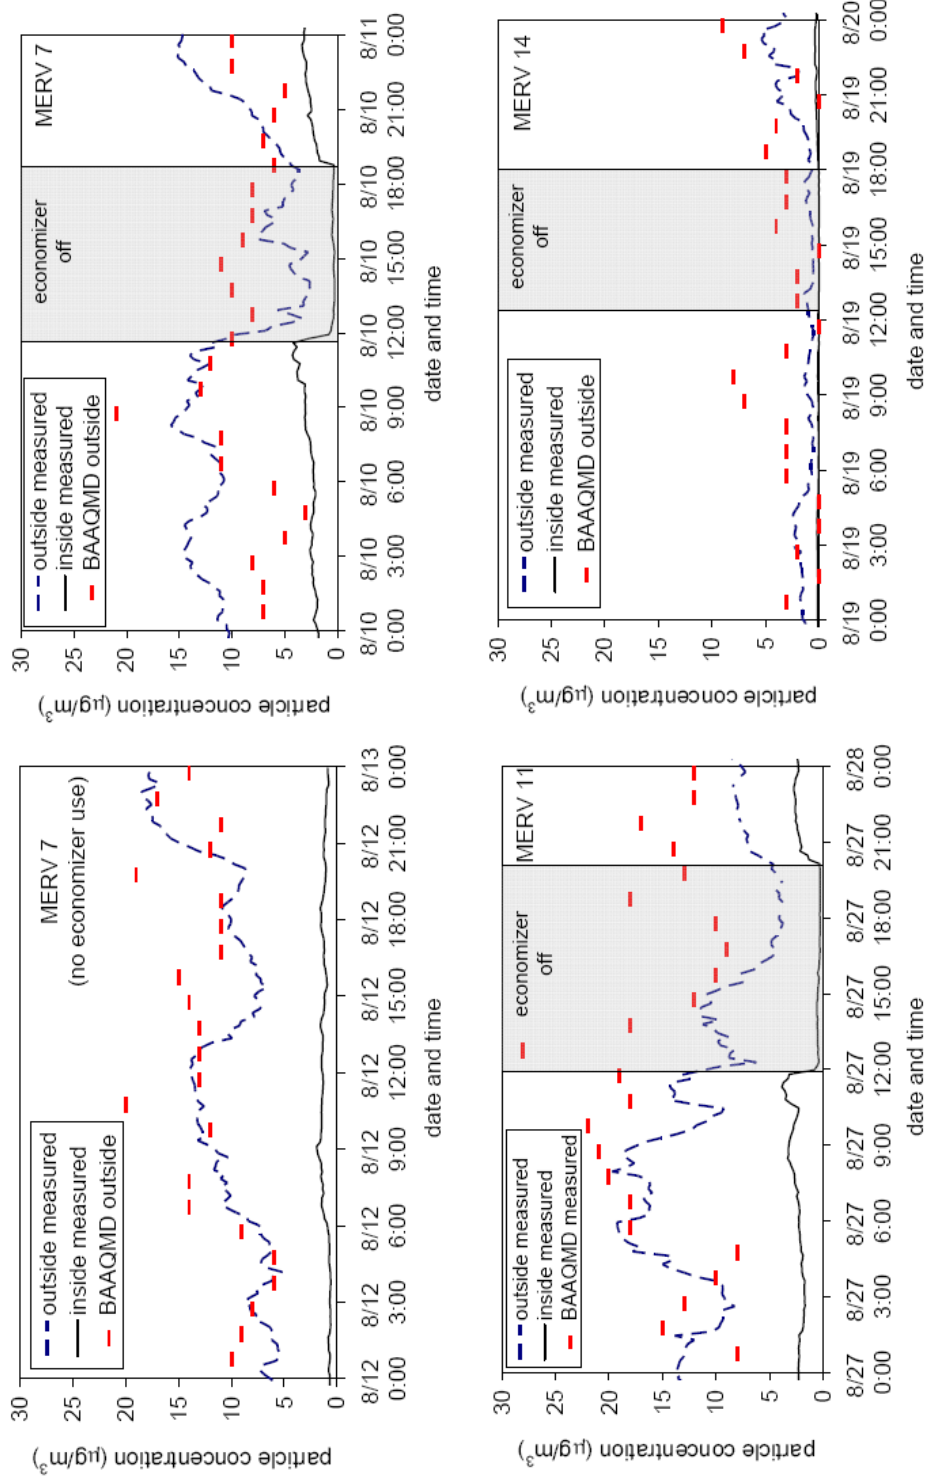 particle concentration (µg/m³)
30
25
20
15
10
5
0
outside measured
inside measured
BAAQMD outside
MERV 7
(no economizer use)
8/12 8/12 8/12 8/12 8/12 8/12 8/12 8/12 8/13
0:00 3:00 6:00 9:00 12:00 15:00 18:00 21:00 0:00
date and time
particle concentration (µg/m³)
30
25
20
15
10
5
0
outside measured
inside measured
BAAQMD outside
economizer
off
MERV 7
8/10 8/10 8/10 8/10 8/10 8/10 8/10 8/10 8/11
0:00 3:00 6:00 9:00 12:00 15:00 18:00 21:00 0:00
date and time
particle concentration (µg/m³)
30
25
20
15
10
5
0
outside measured
inside measured
BAAQMD measured
economizer
off
MERV 11
8/27 8/27 8/27 8/27 8/27 8/27 8/27 8/27 8/28
0:00 3:00 6:00 9:00 12:00 15:00 18:00 21:00 0:00
date and time
particle concentration (µg/m³)
30
25
20
15
10
5
0
outside measured
inside measured
BAAQMD outside
economizer
off
MERV 14
8/19 8/19 8/19 8/19 8/19 8/19 8/19 8/19 8/20
0:00 3:00 6:00 9:00 12:00 15:00 18:00 21:00 0:00
date and time